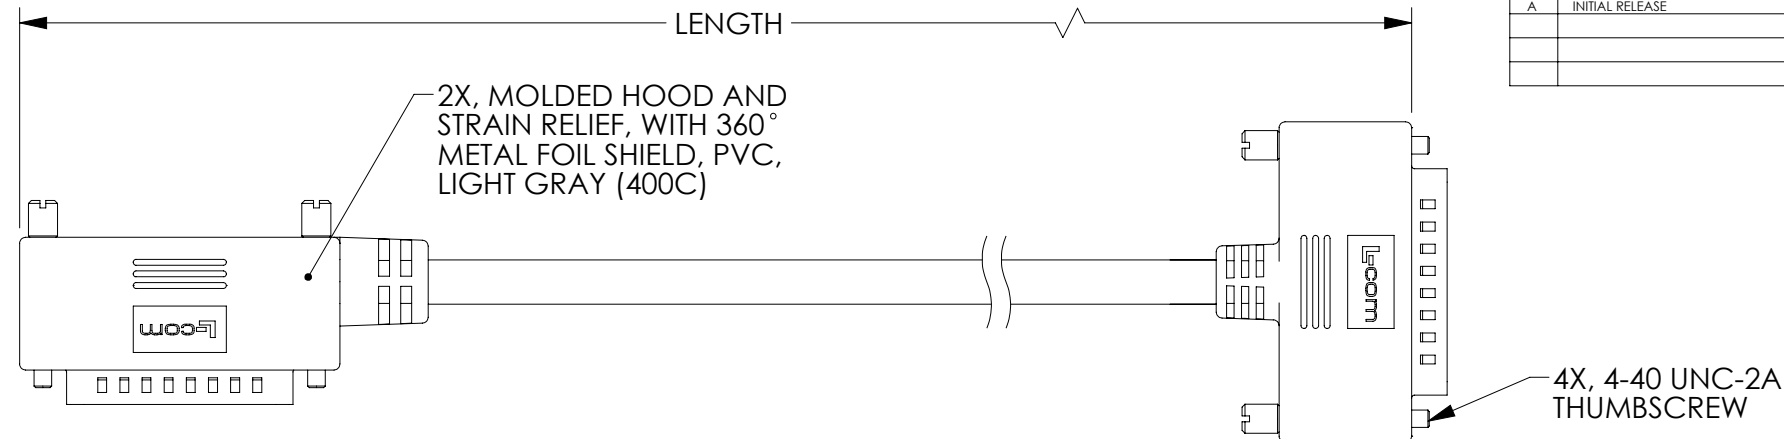 LENGTH
A INITIAL RELEASE
2X, MOLDED HOOD AND
STRAIN RELIEF, WITH 360°
METAL FOIL SHIELD, PVC,
LIGHT GRAY (400C)
L-com
L-com
4X, 4-40 UNC-2A
THUMBSCREW